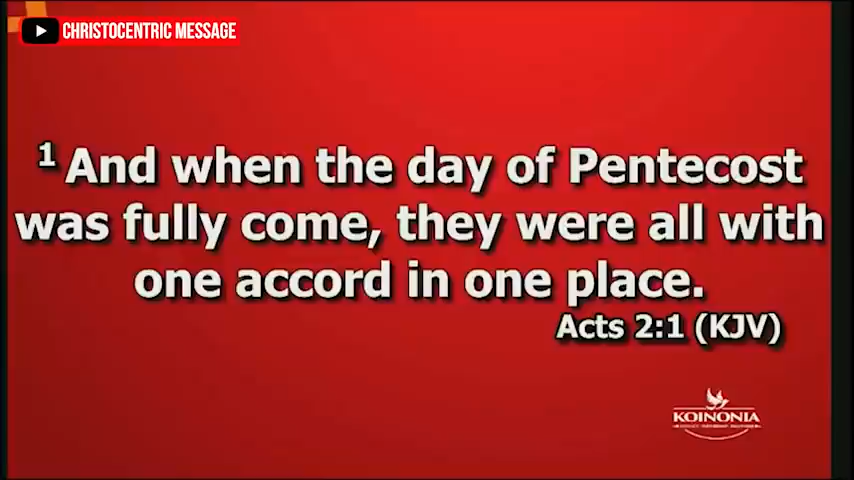 CHRISTOCENTRIC MESSAGE
1 And when the day of Pentecost
was fully come, they were all with
one accord in one place.
Acts 2:1 (KJV)
KOINONIA